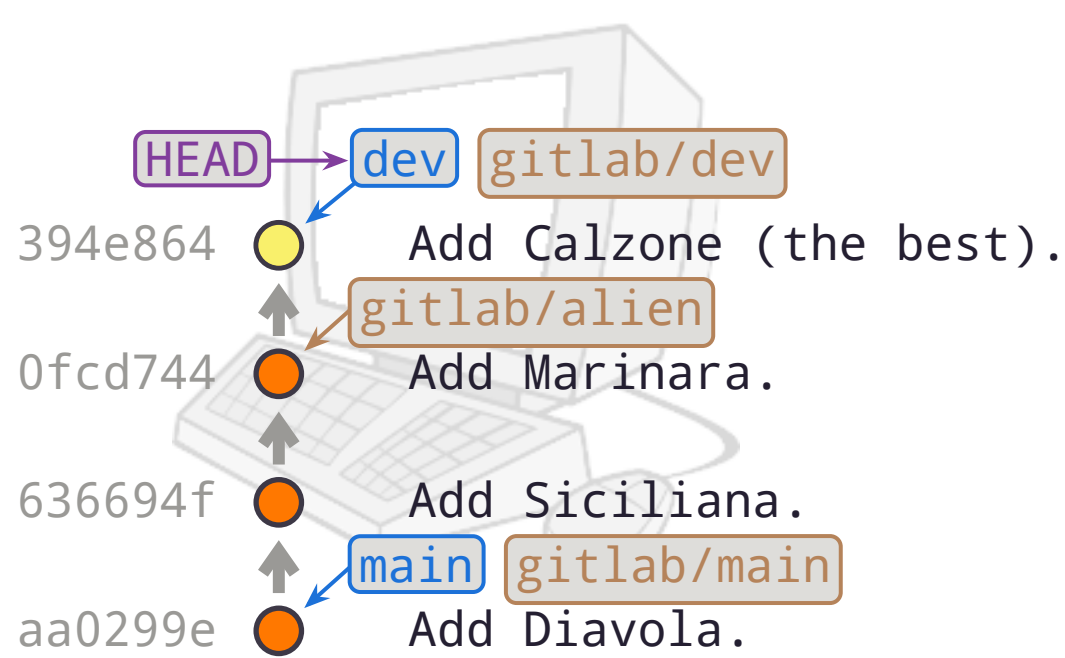 HEAD dev gitlab/dev
394e864 Add Calzone (the best).
gitlab/alien
0fcd744 Add Marinara.
636694f Add Siciliana.
main gitlab/main
aa0299e Add Diavola.